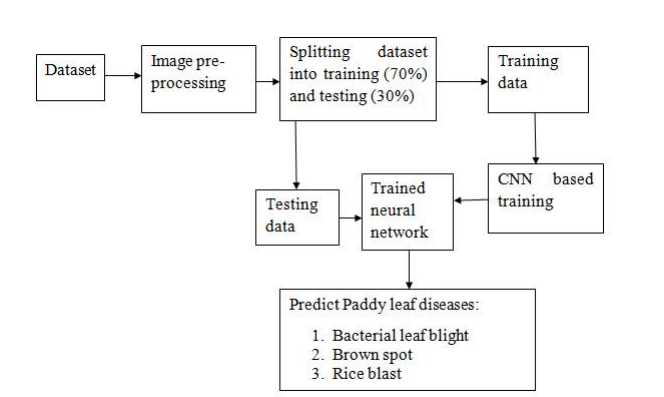 Dataset
Image pre-
processing
Splitting dataset
into training (70%)
and testing (30%)
Training
data
CNN based
training
Testing
data
Trained
neural
network
Predict Paddy leaf diseases:
1. Bacterial leaf blight
2. Brown spot
3. Rice blast